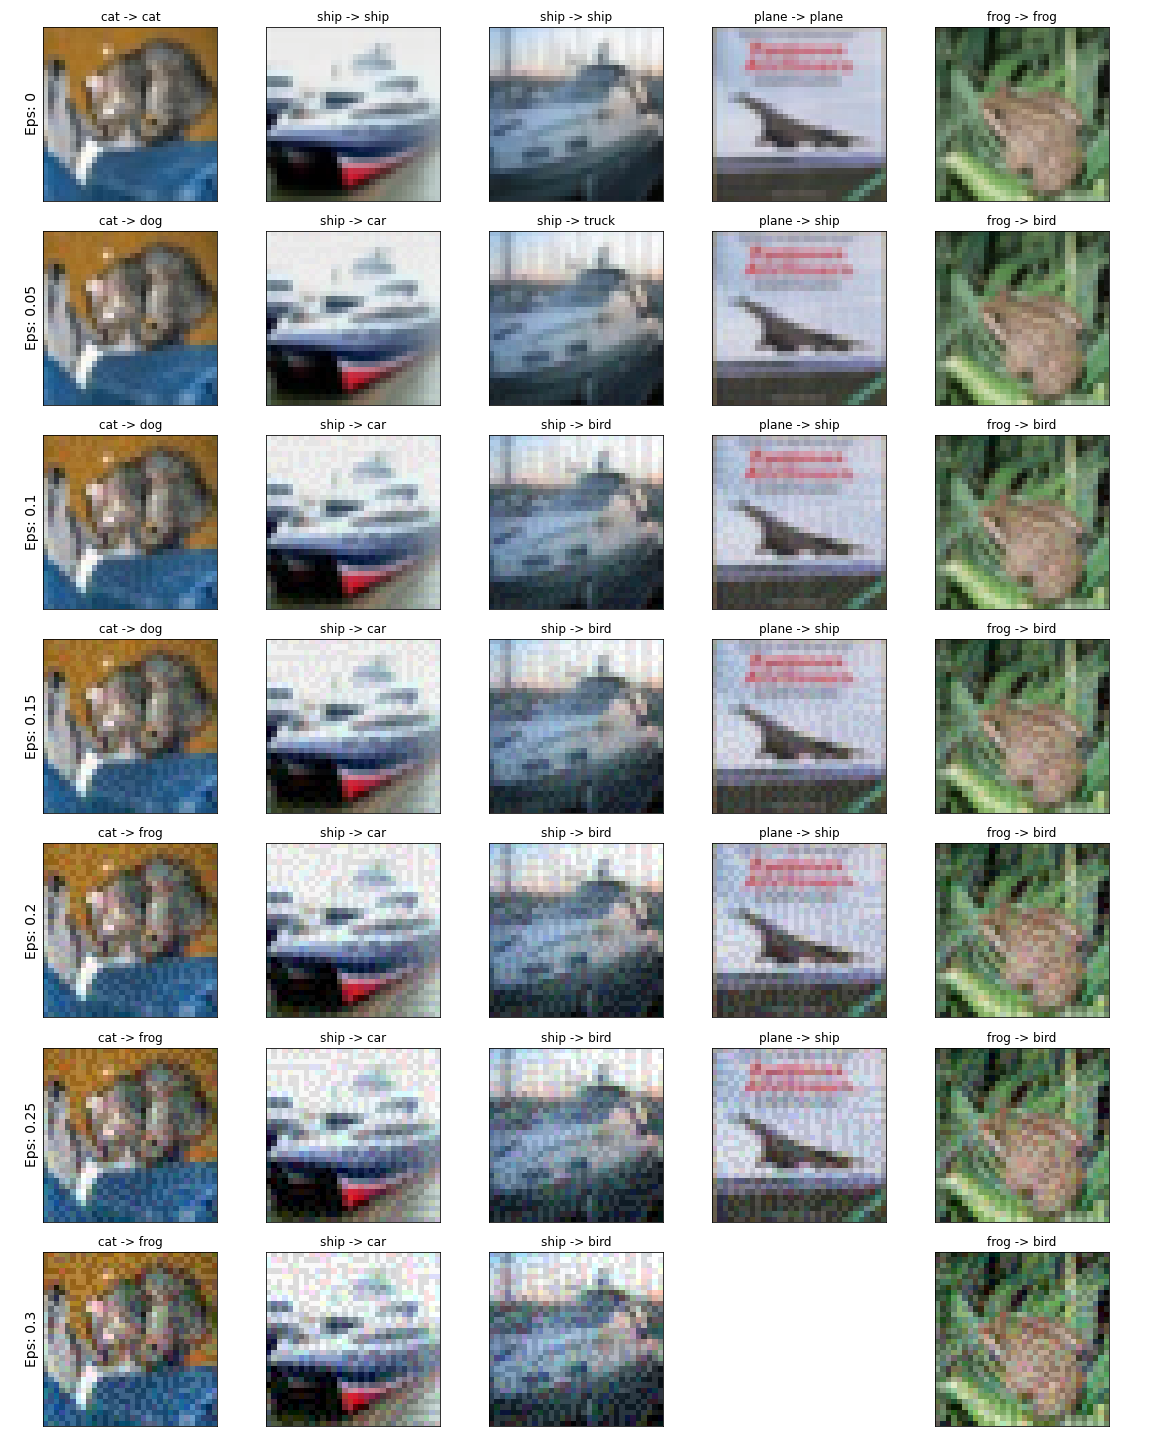 cat -> cat
ship -> ship
ship -> ship
plane -> plane
frog -> frog
Eps: 0
cat -> dog
ship -> car
ship -> truck
plane -> ship
frog -> bird
Eps: 0.05
cat -> dog
ship -> car
ship -> bird
plane -> ship
frog -> bird
Eps: 0.1
cat -> dog
ship -> car
ship -> bird
plane -> ship
frog -> bird
Eps: 0.15
cat -> frog
ship -> car
ship -> bird
plane -> ship
frog -> bird
Eps: 0.2
cat -> frog
ship -> car
ship -> bird
plane -> ship
frog -> bird
Eps: 0.25
cat -> frog
ship -> car
ship -> bird
frog -> bird
Eps: 0.3